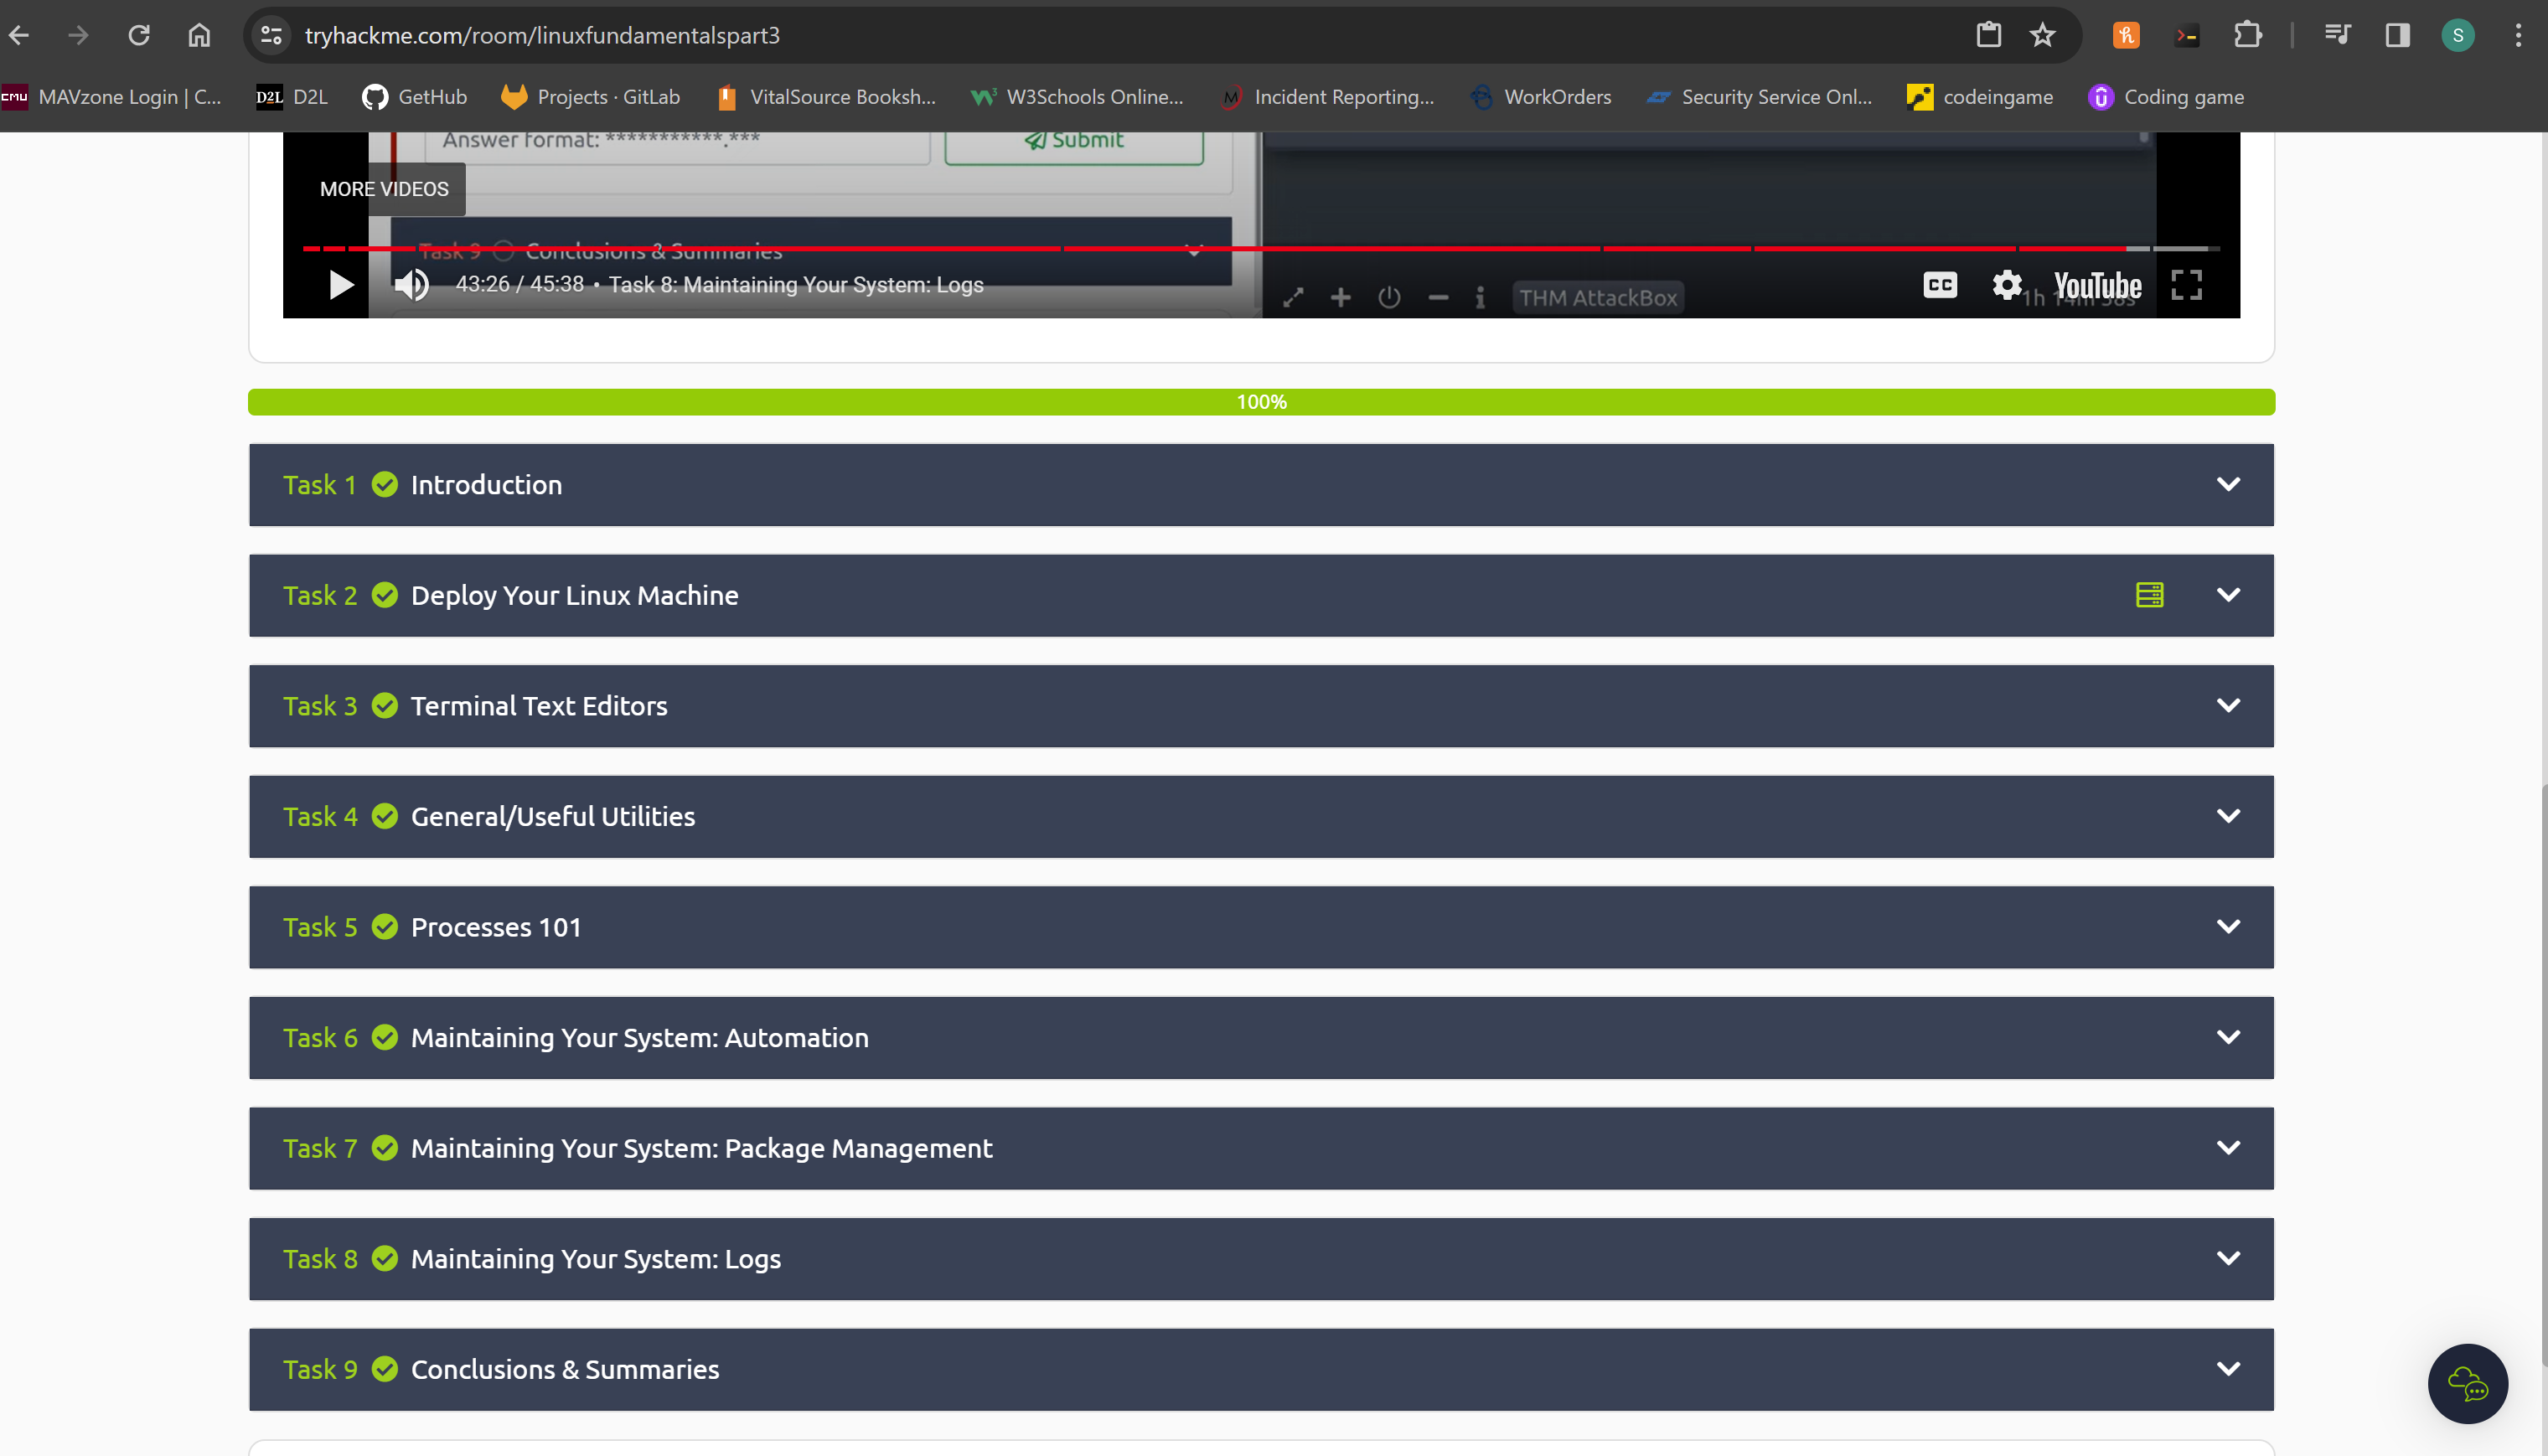 tryhackme.com/room/linuxfundamentalspart3
S
CMU MAVzone Login | C... D2L D2L GetHub Projects · GitLab VitalSource Booksh... W3Schools Online... Incident Reporting... WorkOrders Security Service Onl... codeingame Coding game
Answer format: ***********.*** Submit
MORE VIDEOS
Task 9 Conclusions & Summaries
43:26 / 45:38 • Task 8: Maintaining Your System: Logs
THM AttackBox
CC YouTube
100%
Task 1 Introduction
Task 2 Deploy Your Linux Machine
Task 3 Terminal Text Editors
Task 4 General/Useful Utilities
Task 5 Processes 101
Task 6 Maintaining Your System: Automation
Task 7 Maintaining Your System: Package Management
Task 8 Maintaining Your System: Logs
Task 9 Conclusions & Summaries